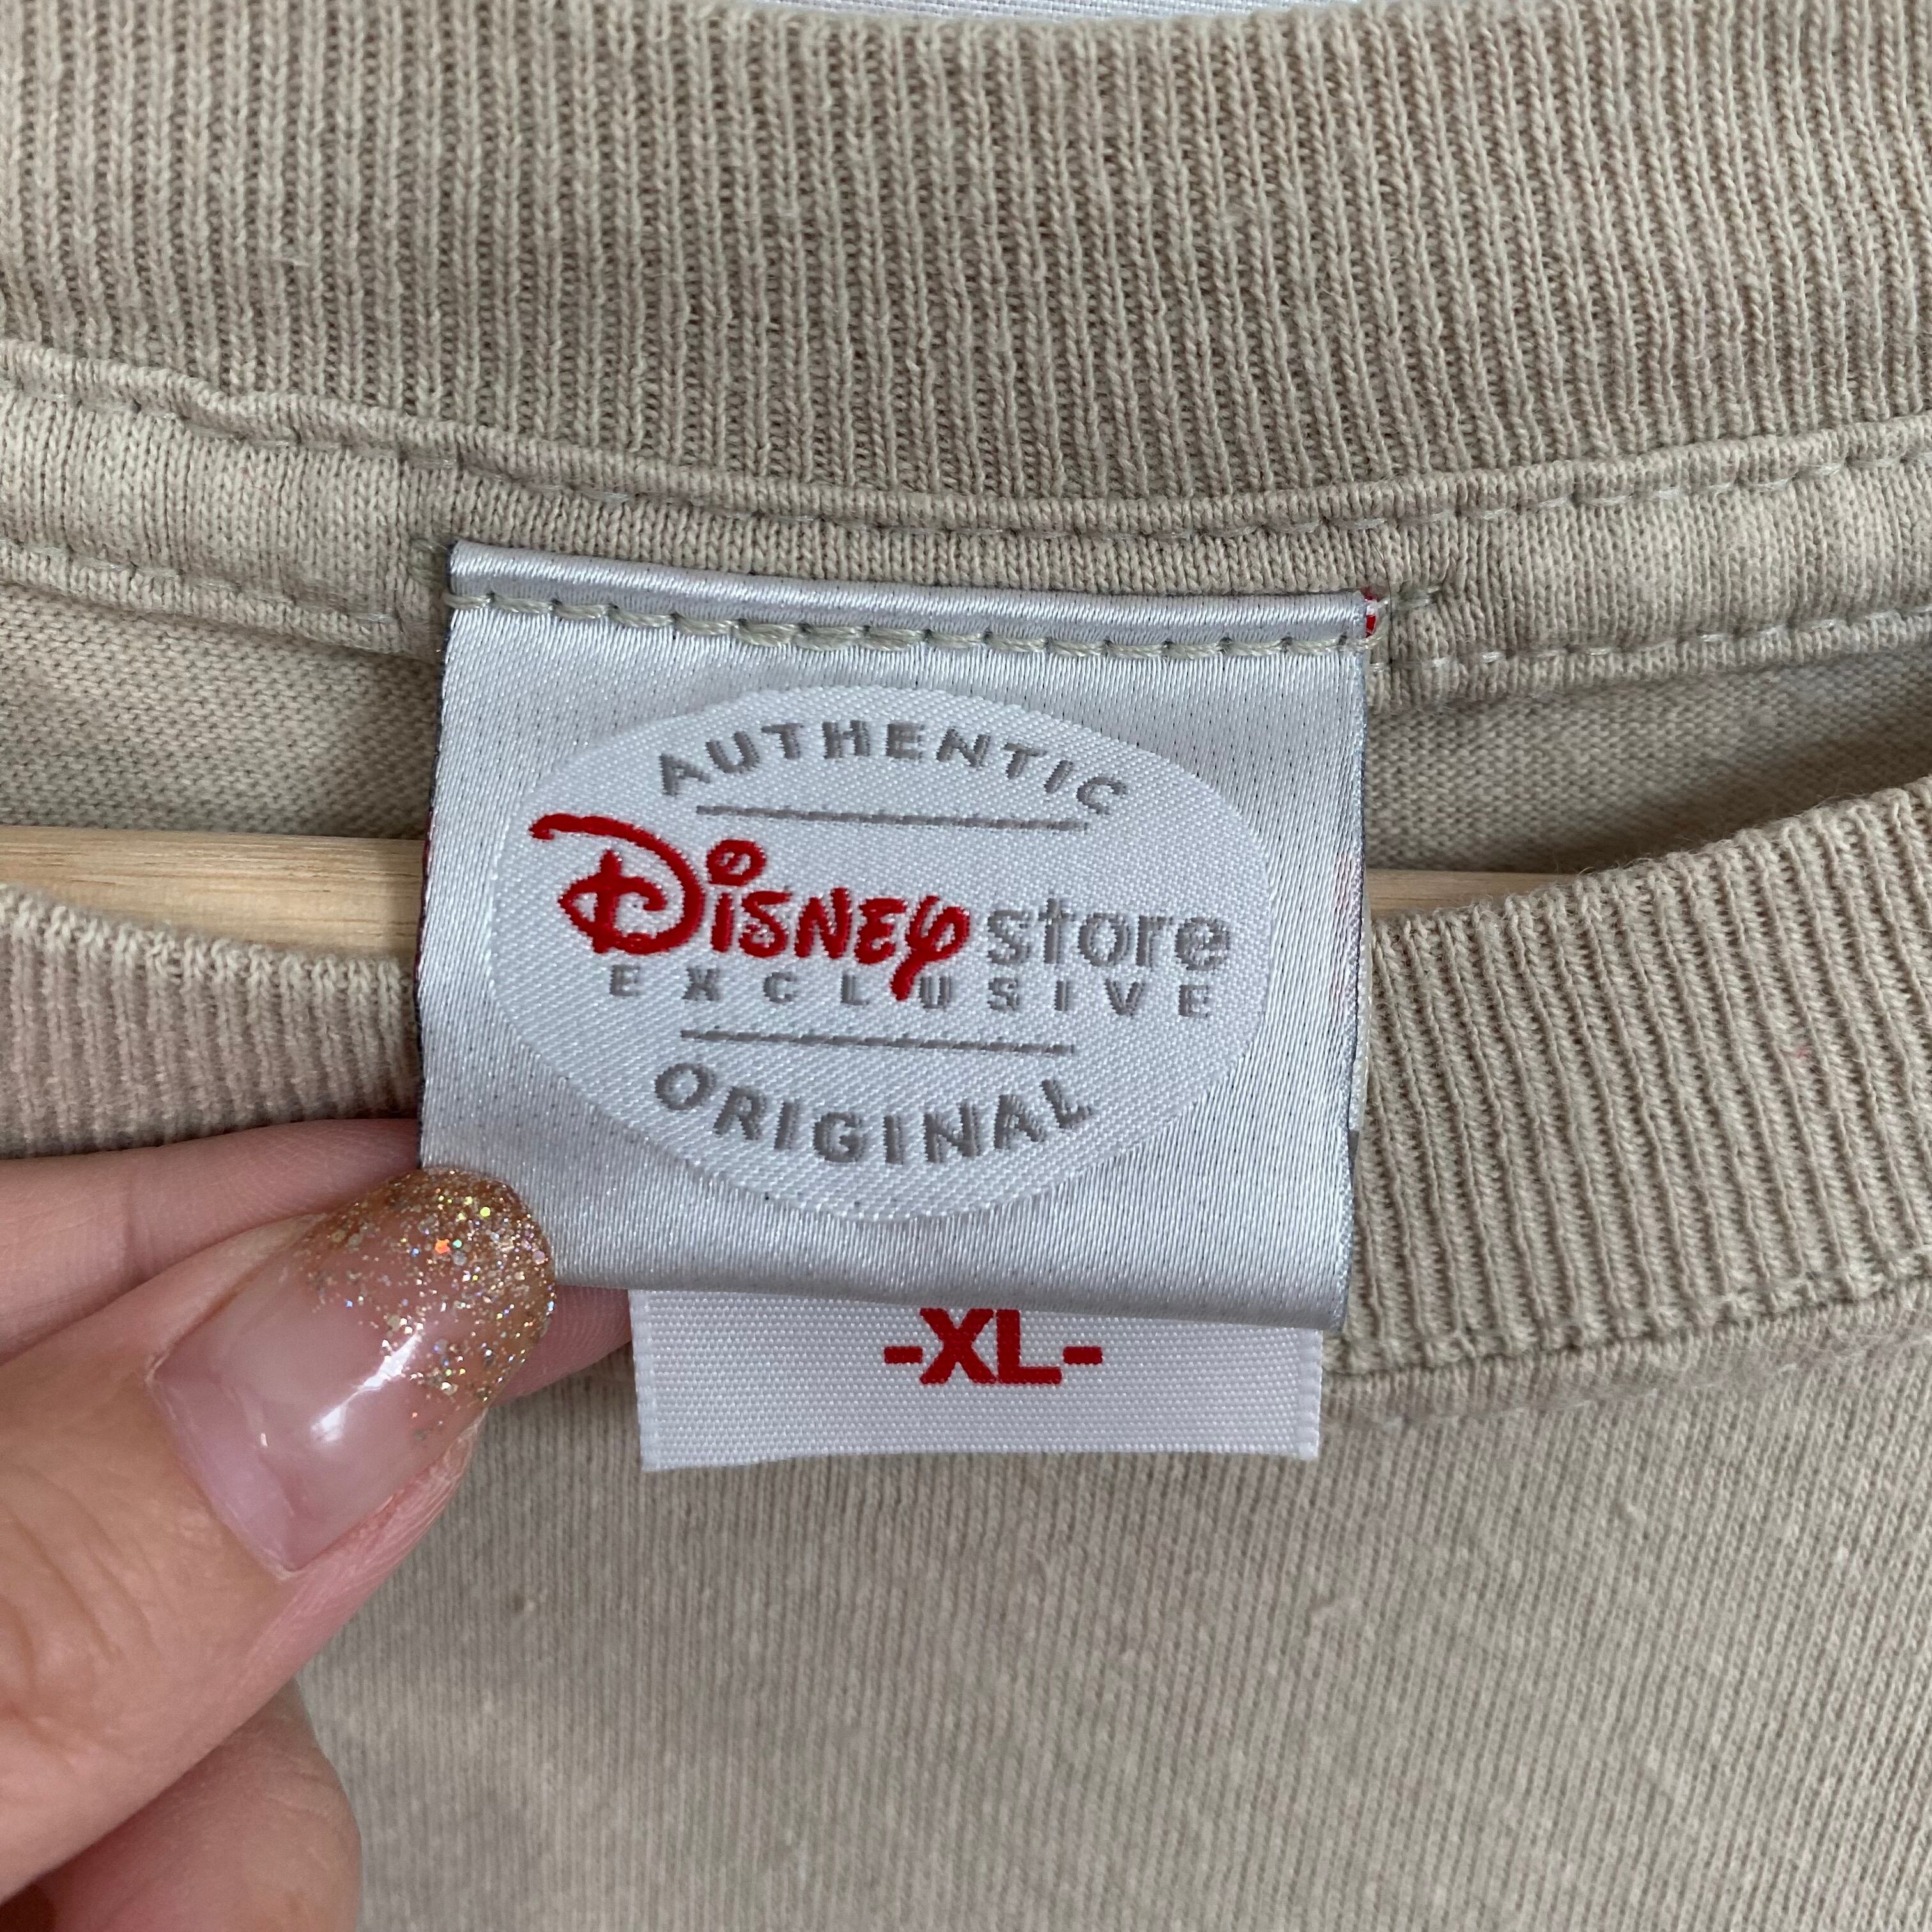 AUTHENTIC
Disney store
EXCLUSIVE
ORIGINAL
-XL-